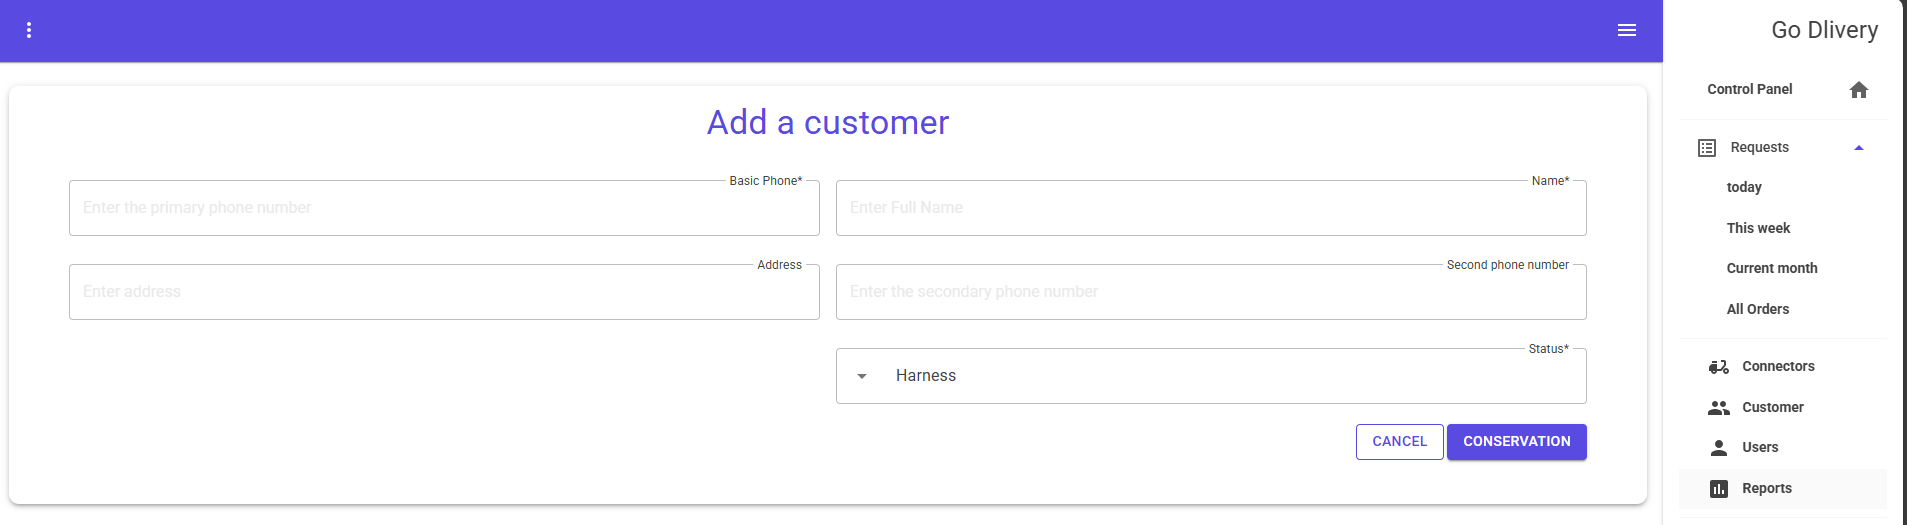 Go Dlivery
Control Panel
Requests
today
This week
Current month
All Orders
Connectors
Customer
Users
Reports
Add a customer
Basic Phone*
Enter the primary phone number
Name*
Enter Full Name
Address
Enter address
Second phone number
Enter the secondary phone number
Status*
Harness
CANCEL
CONSERVATION